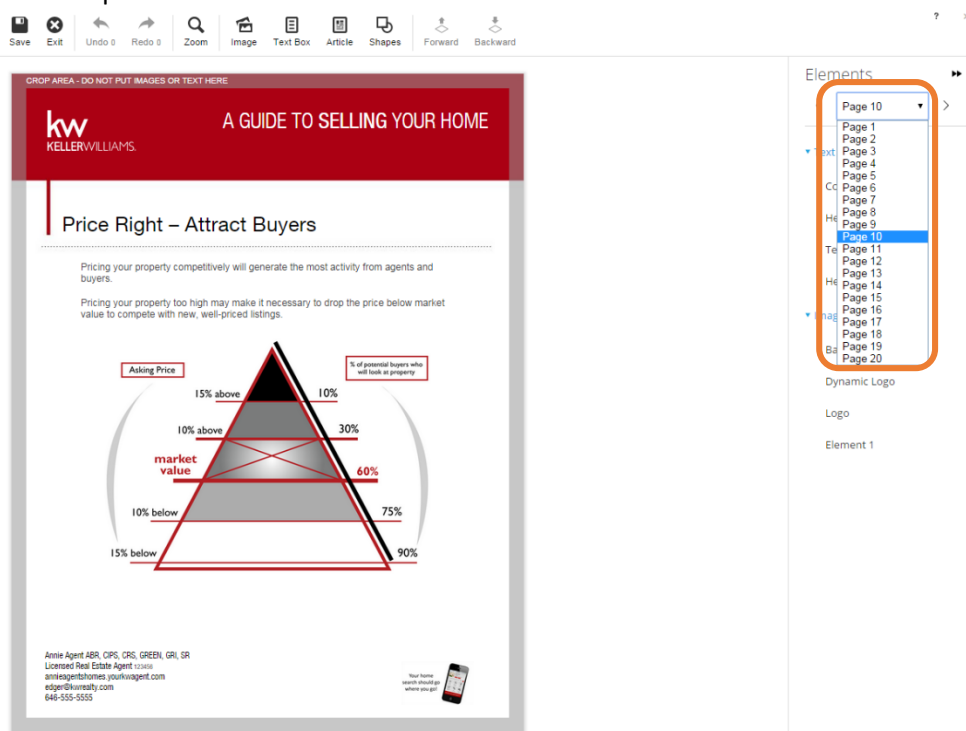 Save Exit Undo 0 Redo 0 Zoom Image Text Box Article Shapes Forward Backward
?
CROP AREA - DO NOT PUT IMAGES OR TEXT HERE
kw
KELLERWILLIAMS.
A GUIDE TO SELLING YOUR HOME
Price Right – Attract Buyers
Pricing your property competitively will generate the most activity from agents and
buyers.
Pricing your property too high may make it necessary to drop the price below market
value to compete with new, well-priced listings.
Asking Price
% of potential buyers who
will look at property
15% above 10%
10% above 30%
market
value 60%
10% below 75%
15% below 90%
Annie Agent ABR, CIPS, CRS, GREEN, GRI, SR
Licensed Real Estate Agent 123456
annieagentshomes.yourkwagent.com
edger@kwrealty.com
646-555-5555
Your home
search should go
where you go!
Elements
Page 10
Page 1
Page 2
Text Page 3
Page 4
Page 5
Co Page 6
Page 7
He Page 8
Page 9
Page 10
Te Page 11
Page 12
Page 13
He Page 14
Page 15
Page 16
Imag Page 17
Page 18
Ba Page 19
Page 20
Dynamic Logo
Logo
Element 1